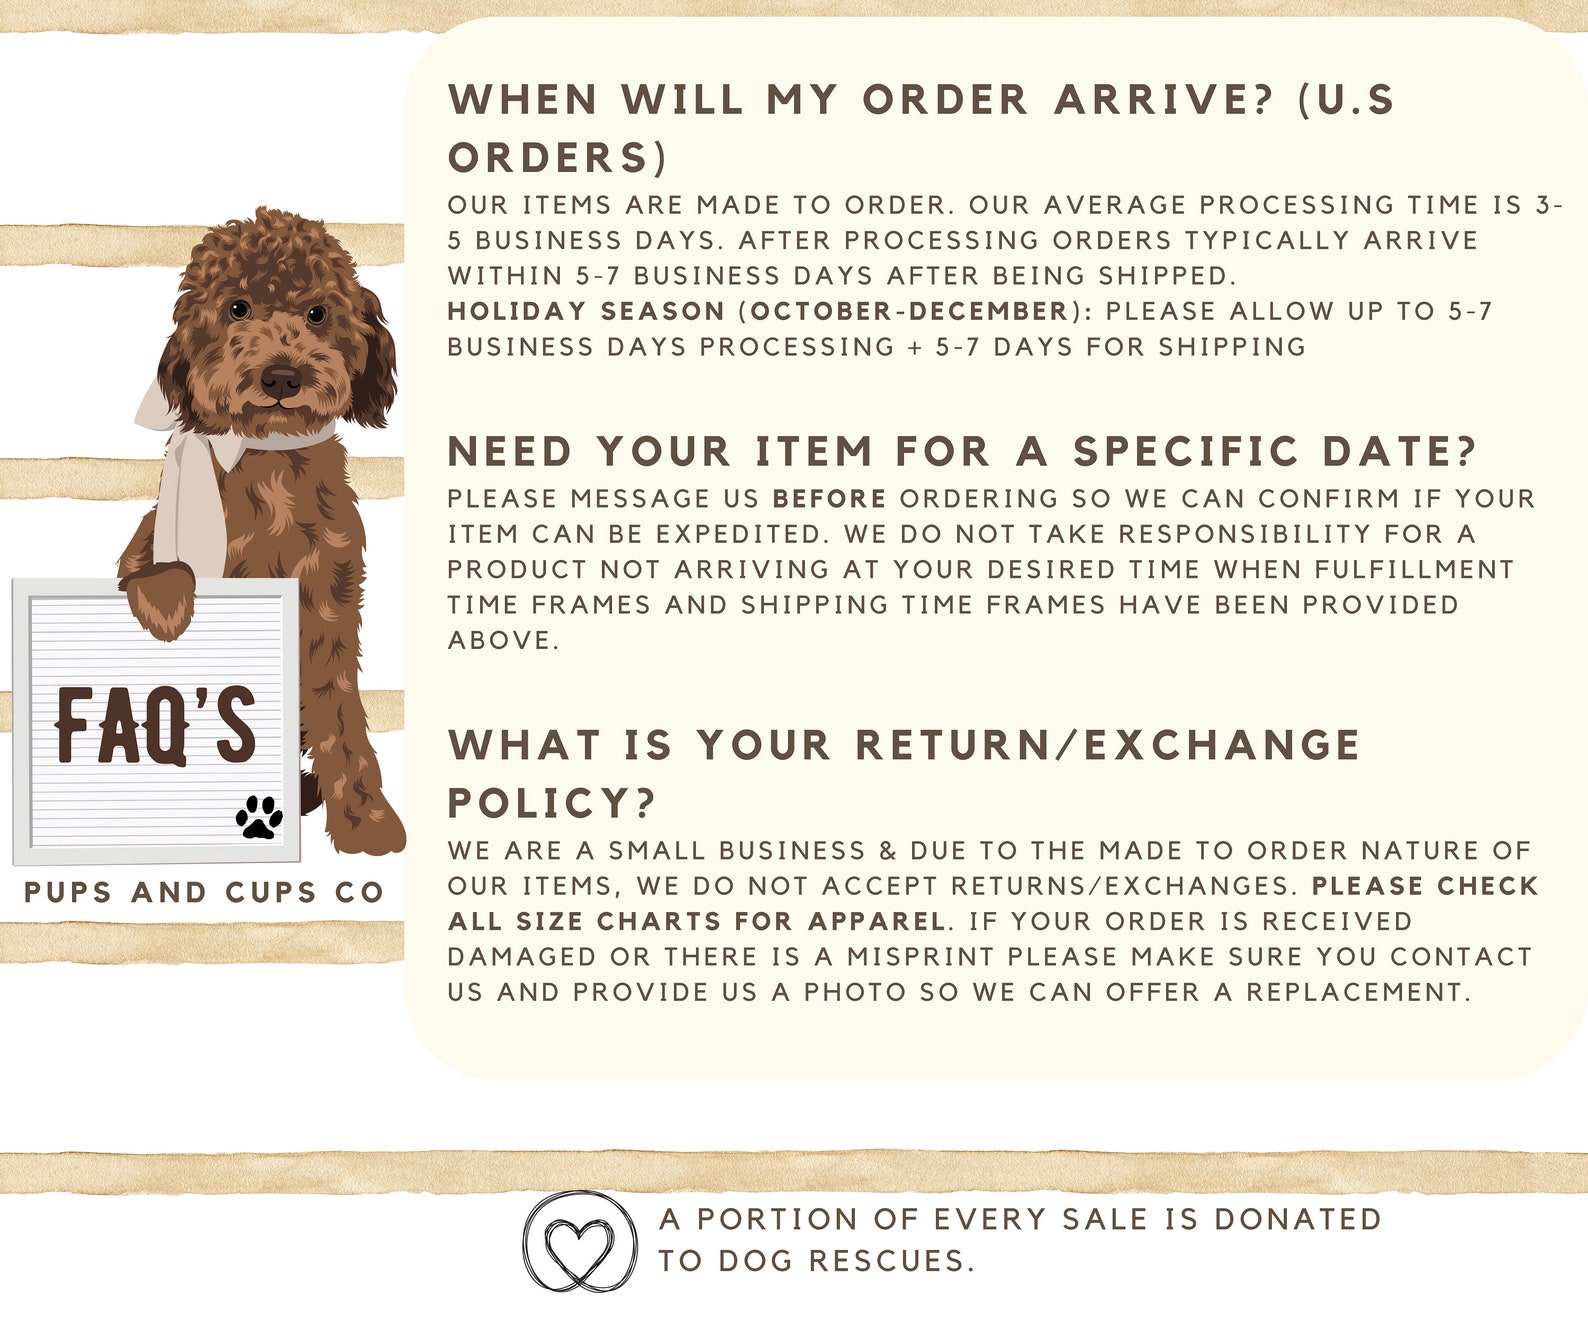 WHEN WILL MY ORDER ARRIVE? (U.S
ORDERS)
OUR ITEMS ARE MADE TO ORDER. OUR AVERAGE PROCESSING TIME IS 3-
5 BUSINESS DAYS. AFTER PROCESSING ORDERS TYPICALLY ARRIVE
WITHIN 5-7 BUSINESS DAYS AFTER BEING SHIPPED.
HOLIDAY SEASON (OCTOBER-DECEMBER): PLEASE ALLOW UP TO 5-7
BUSINESS DAYS PROCESSING + 5-7 DAYS FOR SHIPPING
NEED YOUR ITEM FOR A SPECIFIC DATE?
PLEASE MESSAGE US BEFORE ORDERING SO WE CAN CONFIRM IF YOUR
ITEM CAN BE EXPEDITED. WE DO NOT TAKE RESPONSIBILITY FOR A
PRODUCT NOT ARRIVING AT YOUR DESIRED TIME WHEN FULFILLMENT
TIME FRAMES AND SHIPPING TIME FRAMES HAVE BEEN PROVIDED
ABOVE.
WHAT IS YOUR RETURN/EXCHANGE
POLICY?
WE ARE A SMALL BUSINESS & DUE TO THE MADE TO ORDER NATURE OF
OUR ITEMS, WE DO NOT ACCEPT RETURNS/EXCHANGES. PLEASE CHECK
ALL SIZE CHARTS FOR APPAREL. IF YOUR ORDER IS RECEIVED
DAMAGED OR THERE IS A MISPRINT PLEASE MAKE SURE YOU CONTACT
US AND PROVIDE US A PHOTO SO WE CAN OFFER A REPLACEMENT.
FAQ'S
PUPS AND CUPS CO
A PORTION OF EVERY SALE IS DONATED
TO DOG RESCUES.